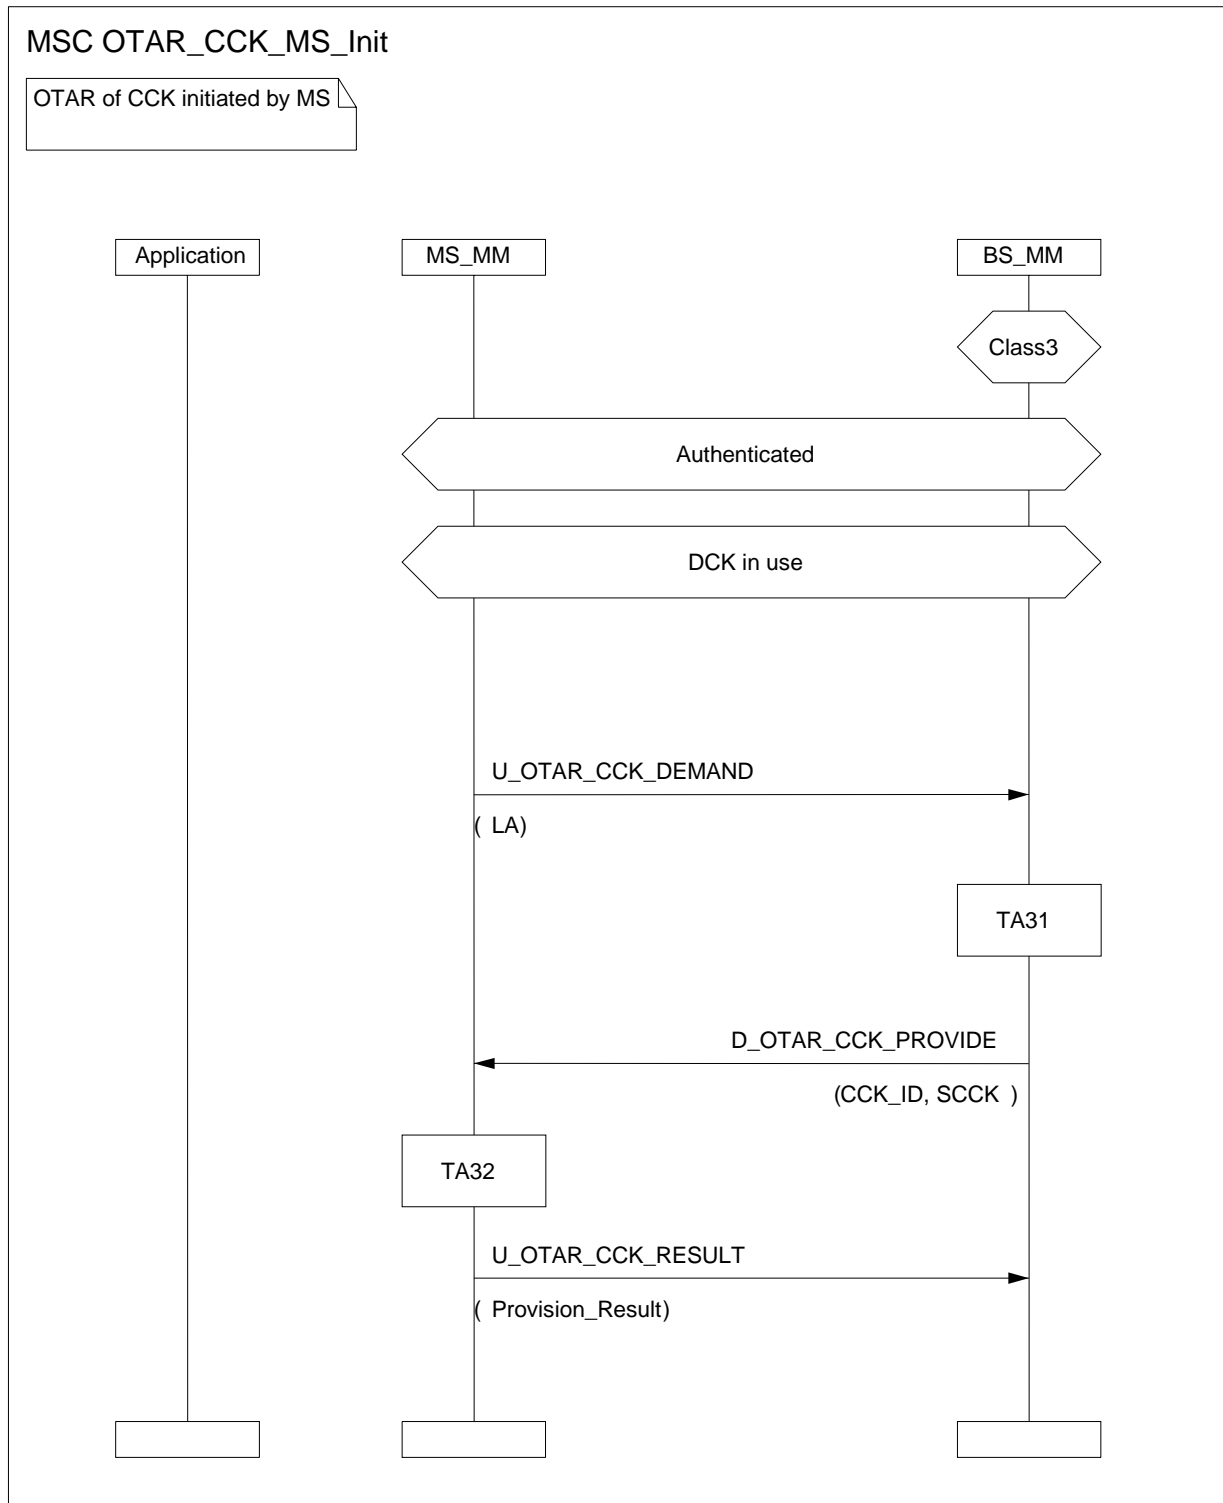 MSC OTAR_CCK_MS_Init
OTAR of CCK initiated by MS
Application
MS_MM
BS_MM
Class3
Authenticated
DCK in use
U_OTAR_CCK_DEMAND
( LA)
TA31
D_OTAR_CCK_PROVIDE
(CCK_ID, SCCK )
TA32
U_OTAR_CCK_RESULT
( Provision_Result)